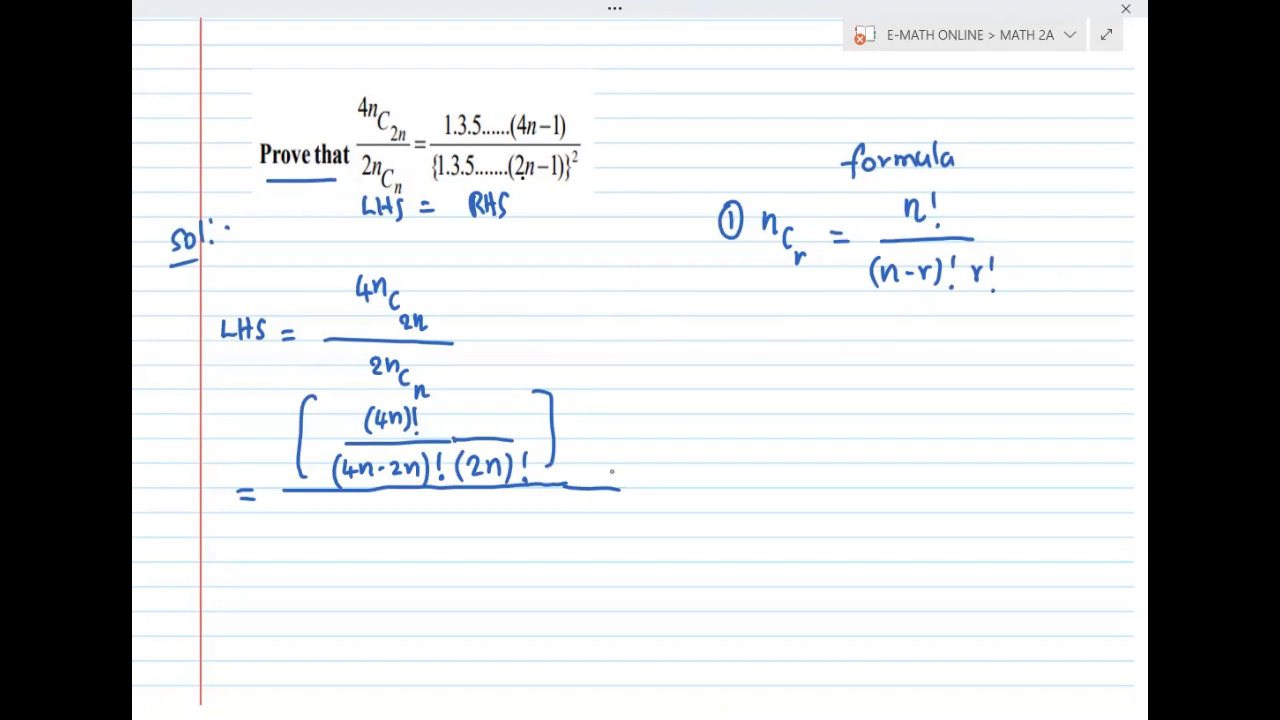 E-MATH ONLINE > MATH 2A
Prove that 4nC2n / 2nCn = 1.3.5......(4n−1) / {1.3.5.......(2n−1)}²
LHS = RHS
formula
① nCr = n! / (n-r)! r!
Sol:·
LHS = 4nC2n / 2nCn
= [ (4n)! / (4n-2n)! (2n)! ]